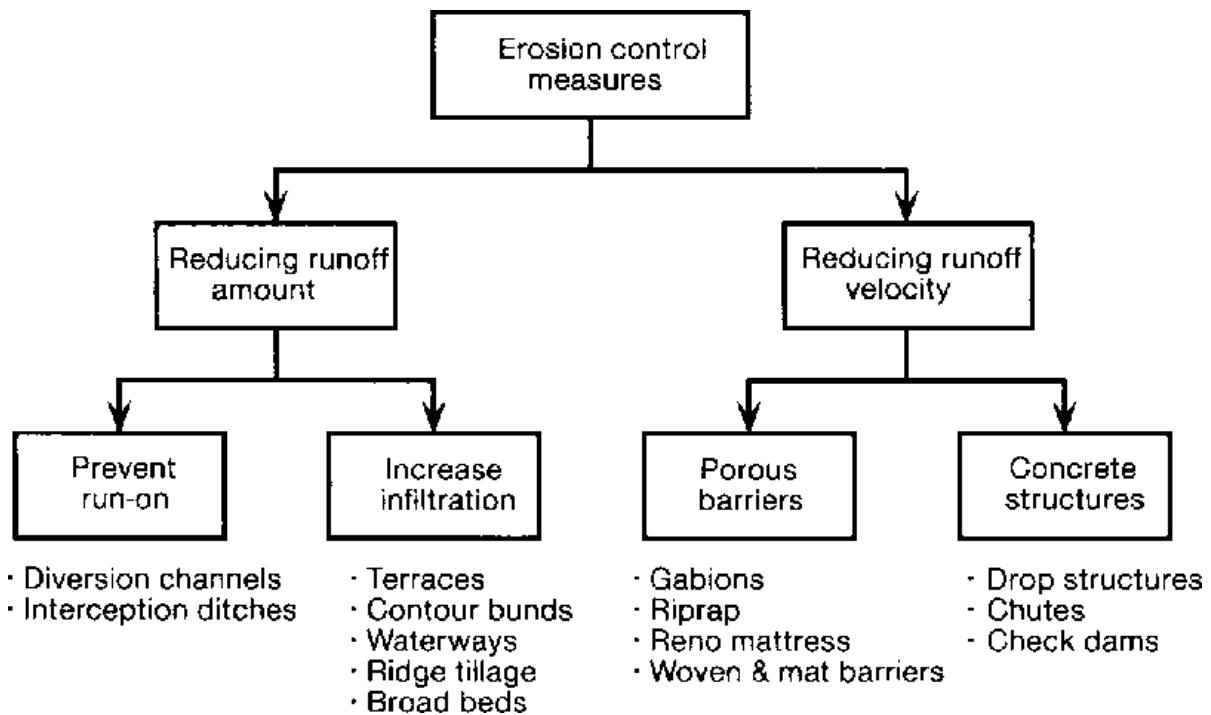 Erosion control
measures
Reducing runoff
amount
Reducing runoff
velocity
Prevent
run-on
Increase
infiltration
Porous
barriers
Concrete
structures
· Diversion channels
· Interception ditches
· Terraces
· Contour bunds
· Waterways
· Ridge tillage
· Broad beds
· Gabions
· Riprap
· Reno mattress
· Woven & mat barriers
· Drop structures
· Chutes
· Check dams